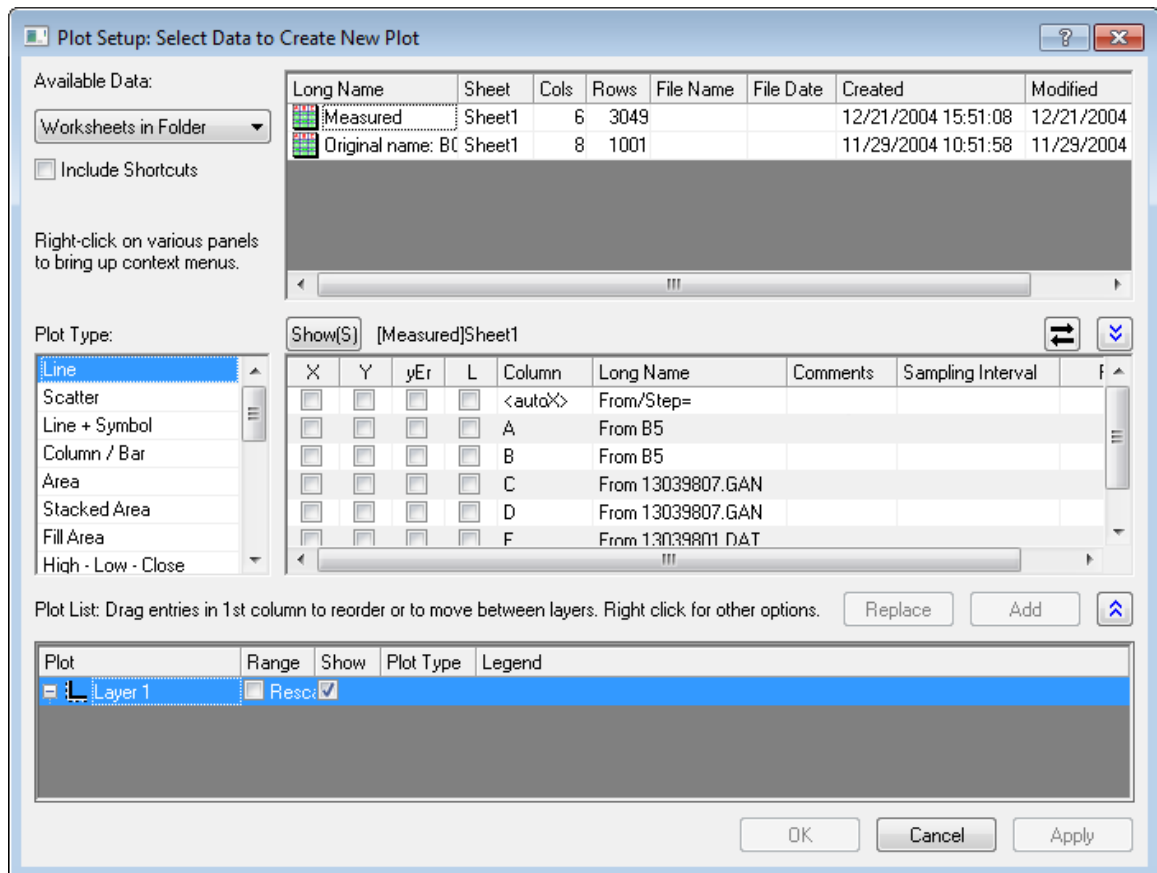 Plot Setup: Select Data to Create New Plot
Available Data:
Worksheets in Folder
Include Shortcuts
Right-click on various panels
to bring up context menus.
Long Name Sheet Cols Rows File Name File Date Created Modified
Measured Sheet1 6 3049 12/21/2004 15:51:08 12/21/2004
Original name: B( Sheet1 8 1001 11/29/2004 10:51:58 11/29/2004
Plot Type:
Line
Scatter
Line + Symbol
Column / Bar
Area
Stacked Area
Fill Area
High - Low - Close
Show(S) [Measured]Sheet1
X Y yEr L Column Long Name Comments Sampling Interval
<autoX> From/Step=
A From B5
B From B5
C From 13039807.GAN
D From 13039807.GAN
From 13039801.DAT
Plot List: Drag entries in 1st column to reorder or to move between layers. Right click for other options.
Replace Add
Plot Range Show Plot Type Legend
Layer 1 Resc
OK Cancel Apply